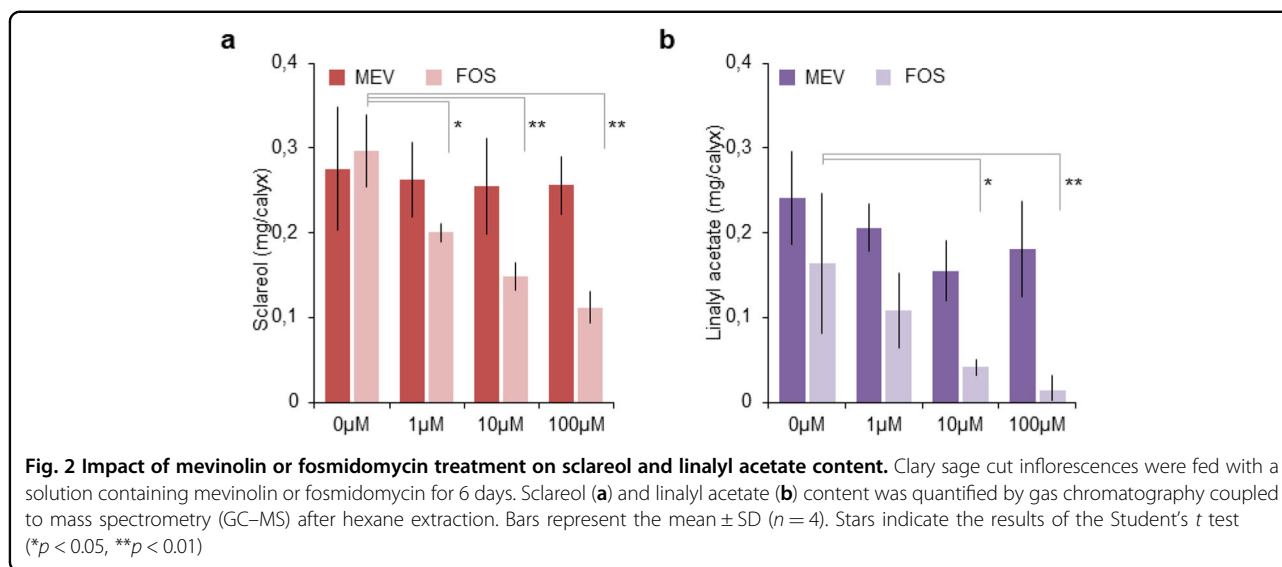 a
0,4
MEV FOS
* ** **
0,3
0,2
0,1
0
Sclareol (mg/calyx)
0μM 1μM 10μM 100μM
b
0,4
MEV FOS
* **
0,3
0,2
0,1
0
Linalyl acetate (mg/calyx)
0μM 1μM 10μM 100μM
Fig. 2 Impact of mevinolin or fosmidomycin treatment on sclareol and linalyl acetate content. Clary sage cut inflorescences were fed with a
solution containing mevinolin or fosmidomycin for 6 days. Sclareol (a) and linalyl acetate (b) content was quantified by gas chromatography coupled
to mass spectrometry (GC–MS) after hexane extraction. Bars represent the mean ± SD (n = 4). Stars indicate the results of the Student's t test
(*p < 0.05, **p < 0.01)